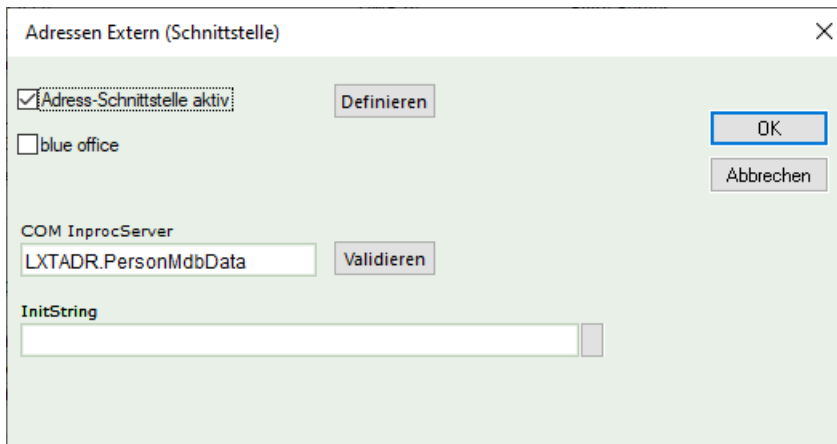 Adressen Extern (Schnittstelle)
Adress-Schnittstelle aktiv
Definieren
OK
blue office
Abbrechen
COM InprocServer
LXTADR.PersonMdbData
Validieren
InitString